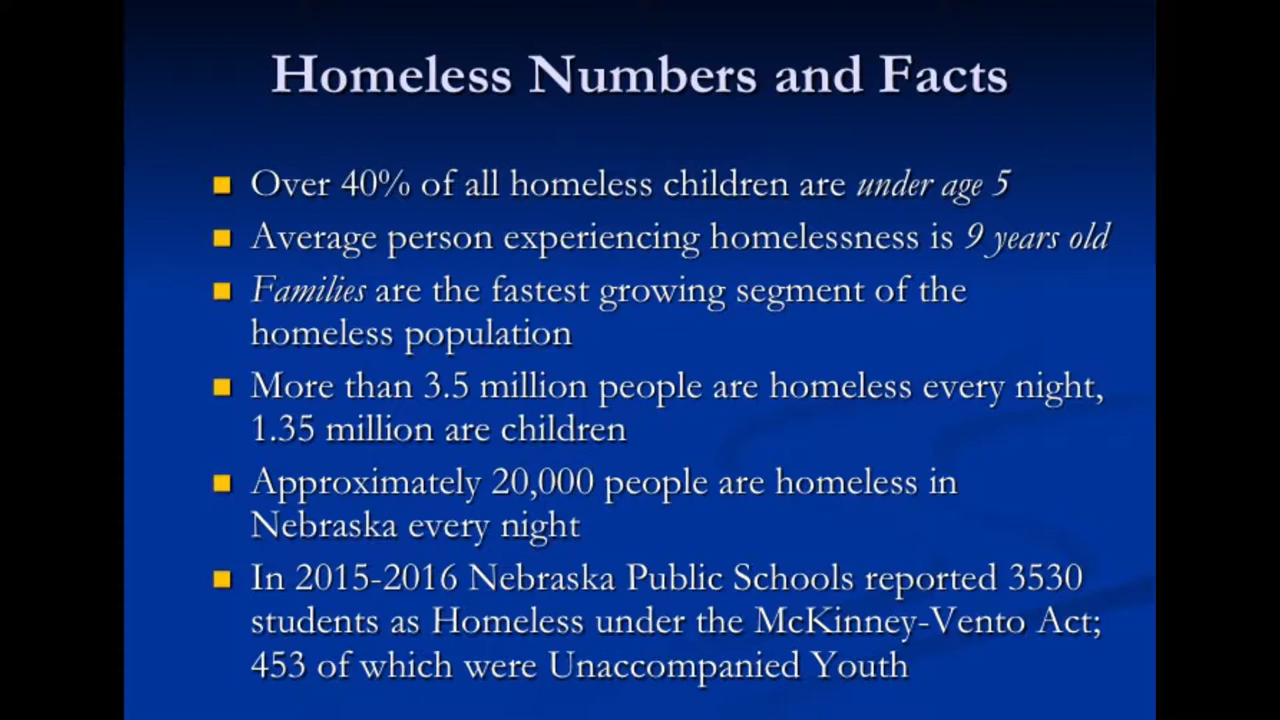 Homeless Numbers and Facts
Over 40% of all homeless children are under age 5
Average person experiencing homelessness is 9 years old
Families are the fastest growing segment of the
homeless population
More than 3.5 million people are homeless every night,
1.35 million are children
Approximately 20,000 people are homeless in
Nebraska every night
In 2015-2016 Nebraska Public Schools reported 3530
students as Homeless under the McKinney-Vento Act;
453 of which were Unaccompanied Youth